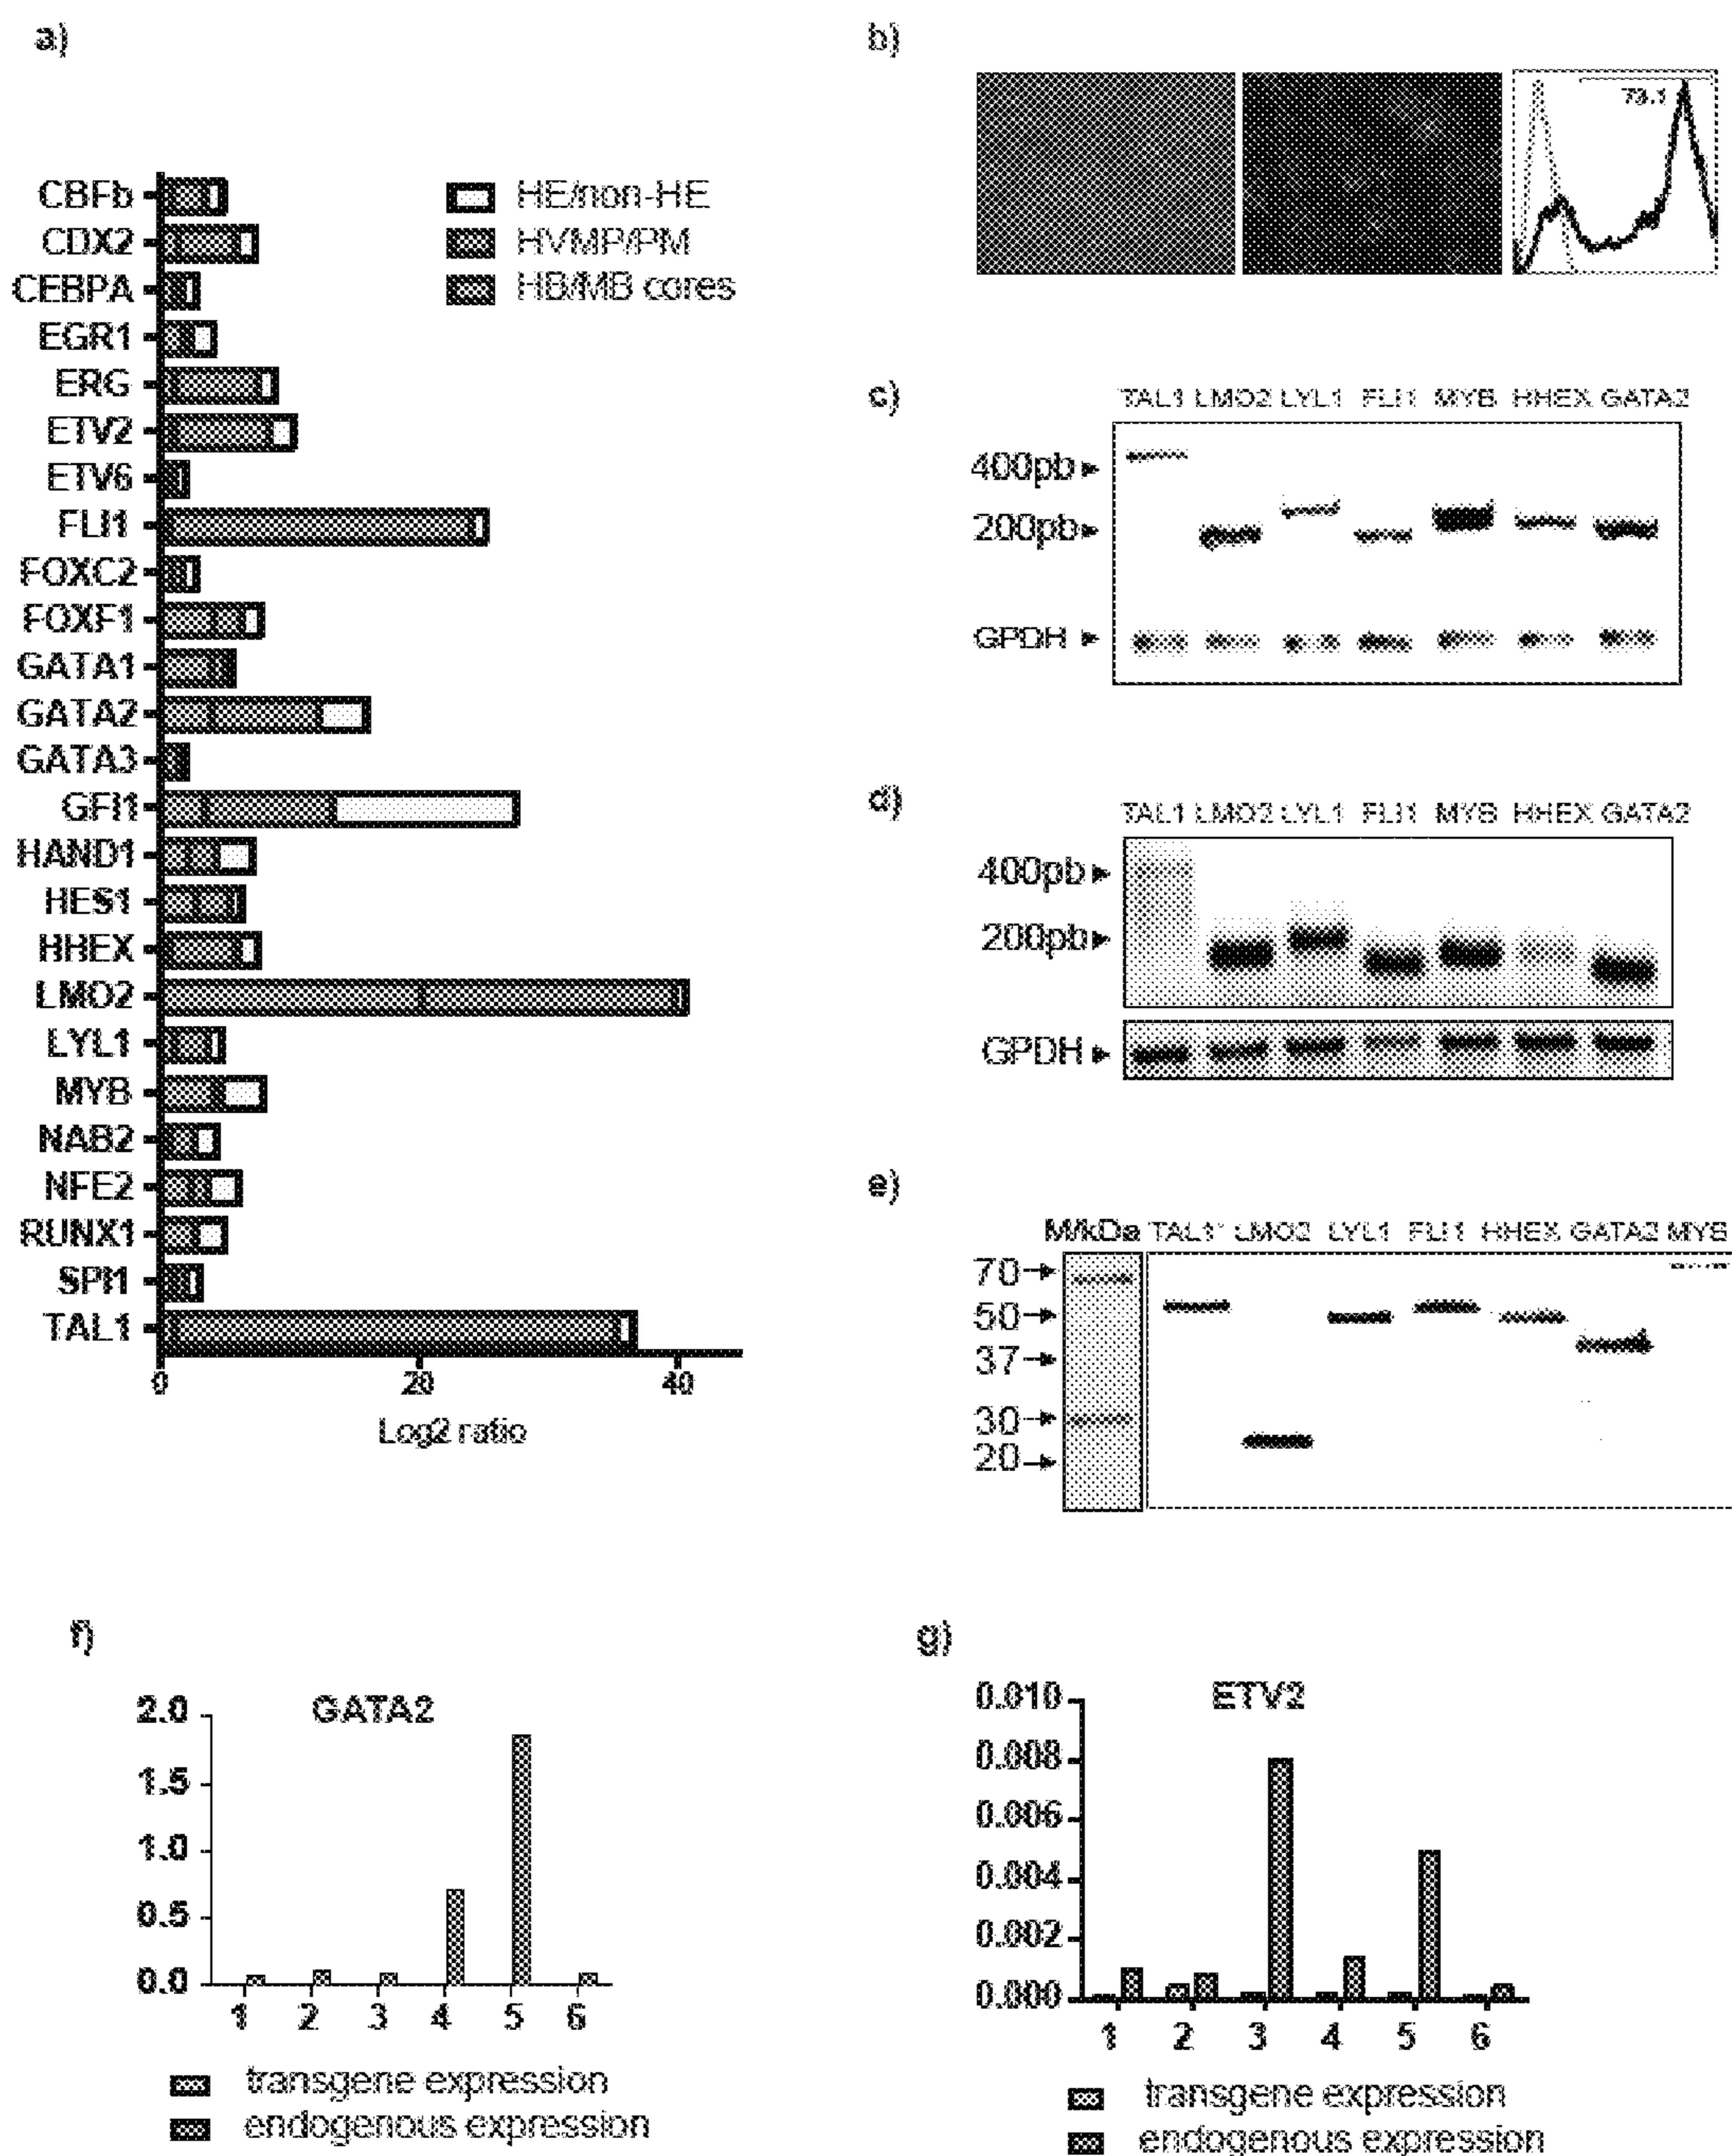 a)
CBFb
CDX2
CEBPA
EGR1
ERG
ETV2
ETV6
FLI1
FOXC2
FOXF1
GATA1
GATA2
GATA3
GFI1
HAND1
HES1
HHEX
LMO2
LYL1
MYB
NAB2
NFE2
RUNX1
SPI1
TAL1
HE/non-HE
HVMP/PM
HB/MB cores
0 20 40
Log2 ratio
b)
79.1
c)
TAL1 LMO2 LYL1 FLI1 MYB HHEX GATA2
400pb
200pb
GPDH
d)
TAL1 LMO2 LYL1 FLI1 MYB HHEX GATA2
400pb
200pb
GPDH
e)
M/kDa TAL1* LMO2 LYL1 FLI1 HHEX GATA2 MYB
70
50
37
30
20
f)
GATA2
2.0
1.5
1.0
0.5
0.0
1 2 3 4 5 6
transgene expression
endogenous expression
g)
ETV2
0.010
0.008
0.006
0.004
0.002
0.000
1 2 3 4 5 6
transgene expression
endogenous expression